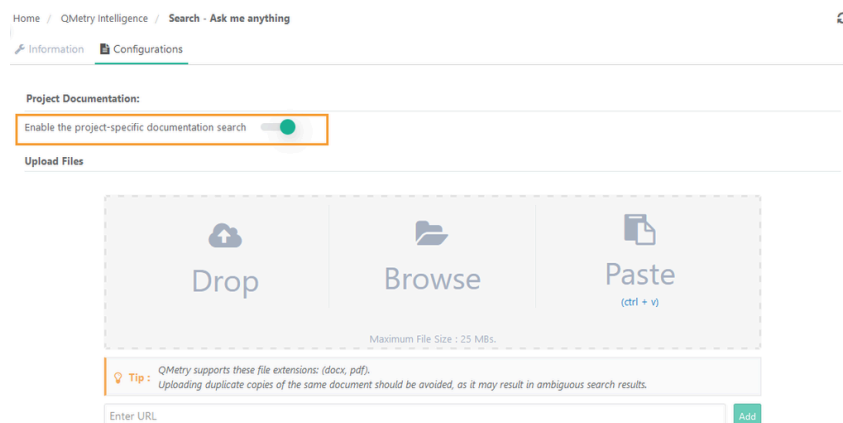 Home / QMetry Intelligence / Search - Ask me anything
Information Configurations
Project Documentation:
Enable the project-specific documentation search
Upload Files
Drop Browse Paste
(ctrl + v)
Maximum File Size : 25 MBs.
Tip : QMetry supports these file extensions: (docx, pdf).
Uploading duplicate copies of the same document should be avoided, as it may result in ambiguous search results.
Enter URL Add